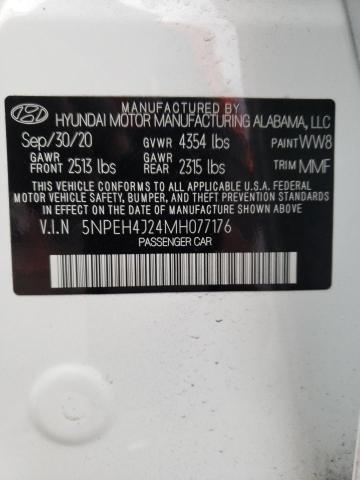 MANUFACTURED BY
HYUNDAI MOTOR MANUFACTURING ALABAMA, LLC
Sep/30/20 GVWR 4354 lbs PAINT WW8
GAWR FRONT 2513 lbs GAWR REAR 2315 lbs TRIM MMF
THIS VEHICLE CONFORMS TO ALL APPLICABLE U.S.A. FEDERAL
MOTOR VEHICLE SAFETY, BUMPER, AND THEFT PREVENTION STANDARDS
IN EFFECT ON THE DATE OF MANUFACTURE SHOWN ABOVE.
V.I.N 5NPEH4J24MH077176
PASSENGER CAR